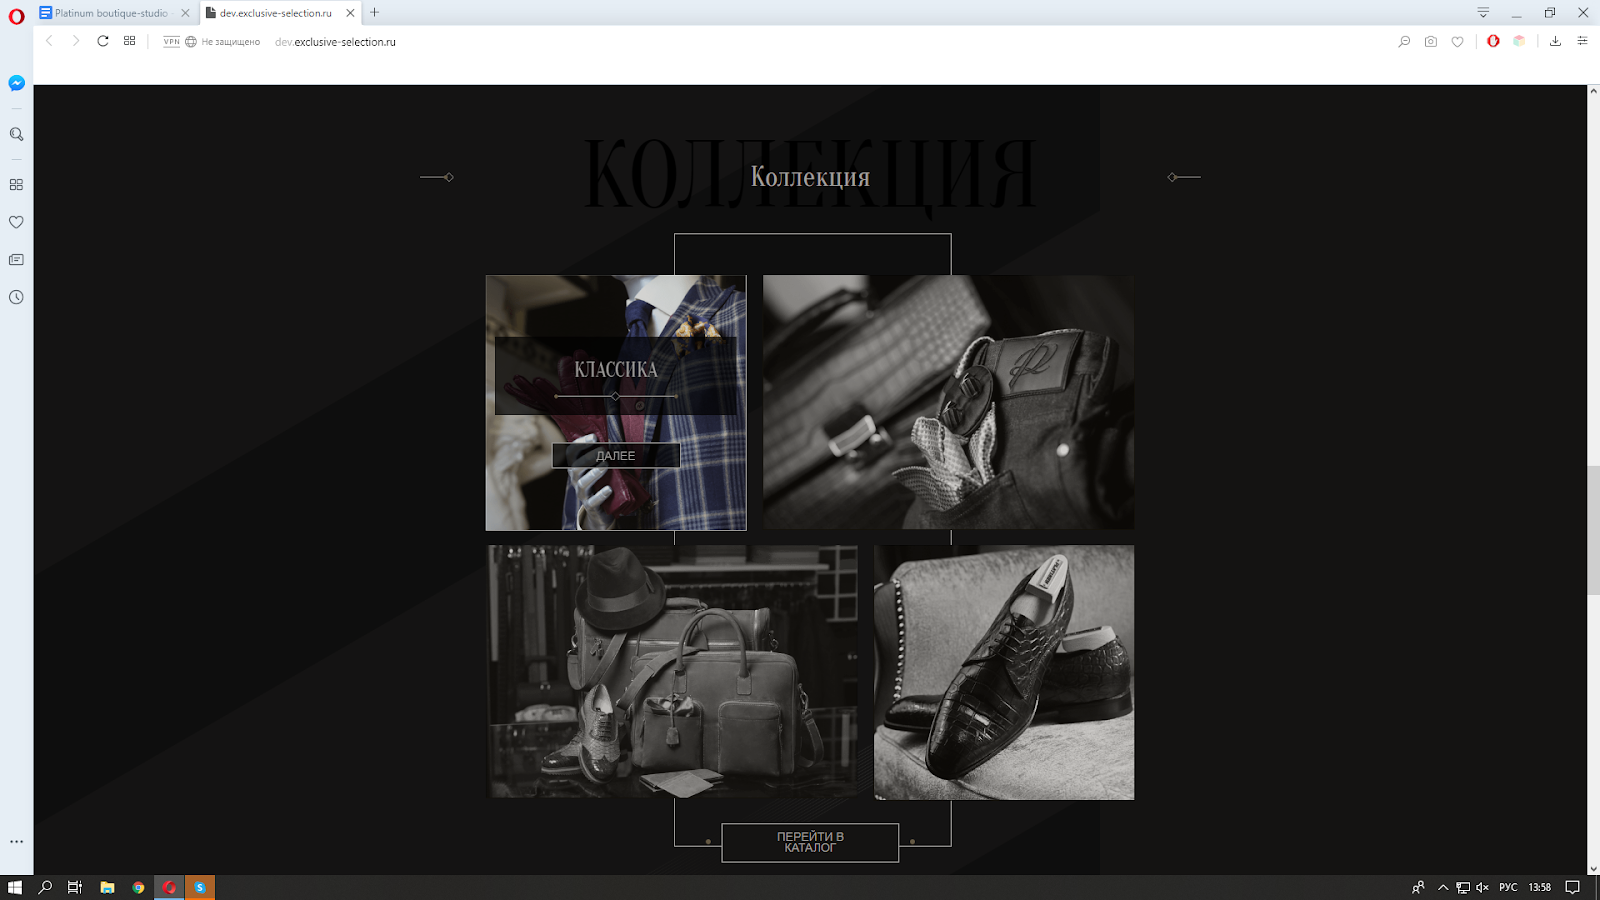 Platinum boutique-studio
dev.exclusive-selection.ru
VPN
Не защищено
dev.exclusive-selection.ru
КОЛЛЕКЦИЯ
Коллекция
КЛАССИКА
ДАЛЕЕ
ПЕРЕЙТИ В
КАТАЛОГ
РУС
13:58